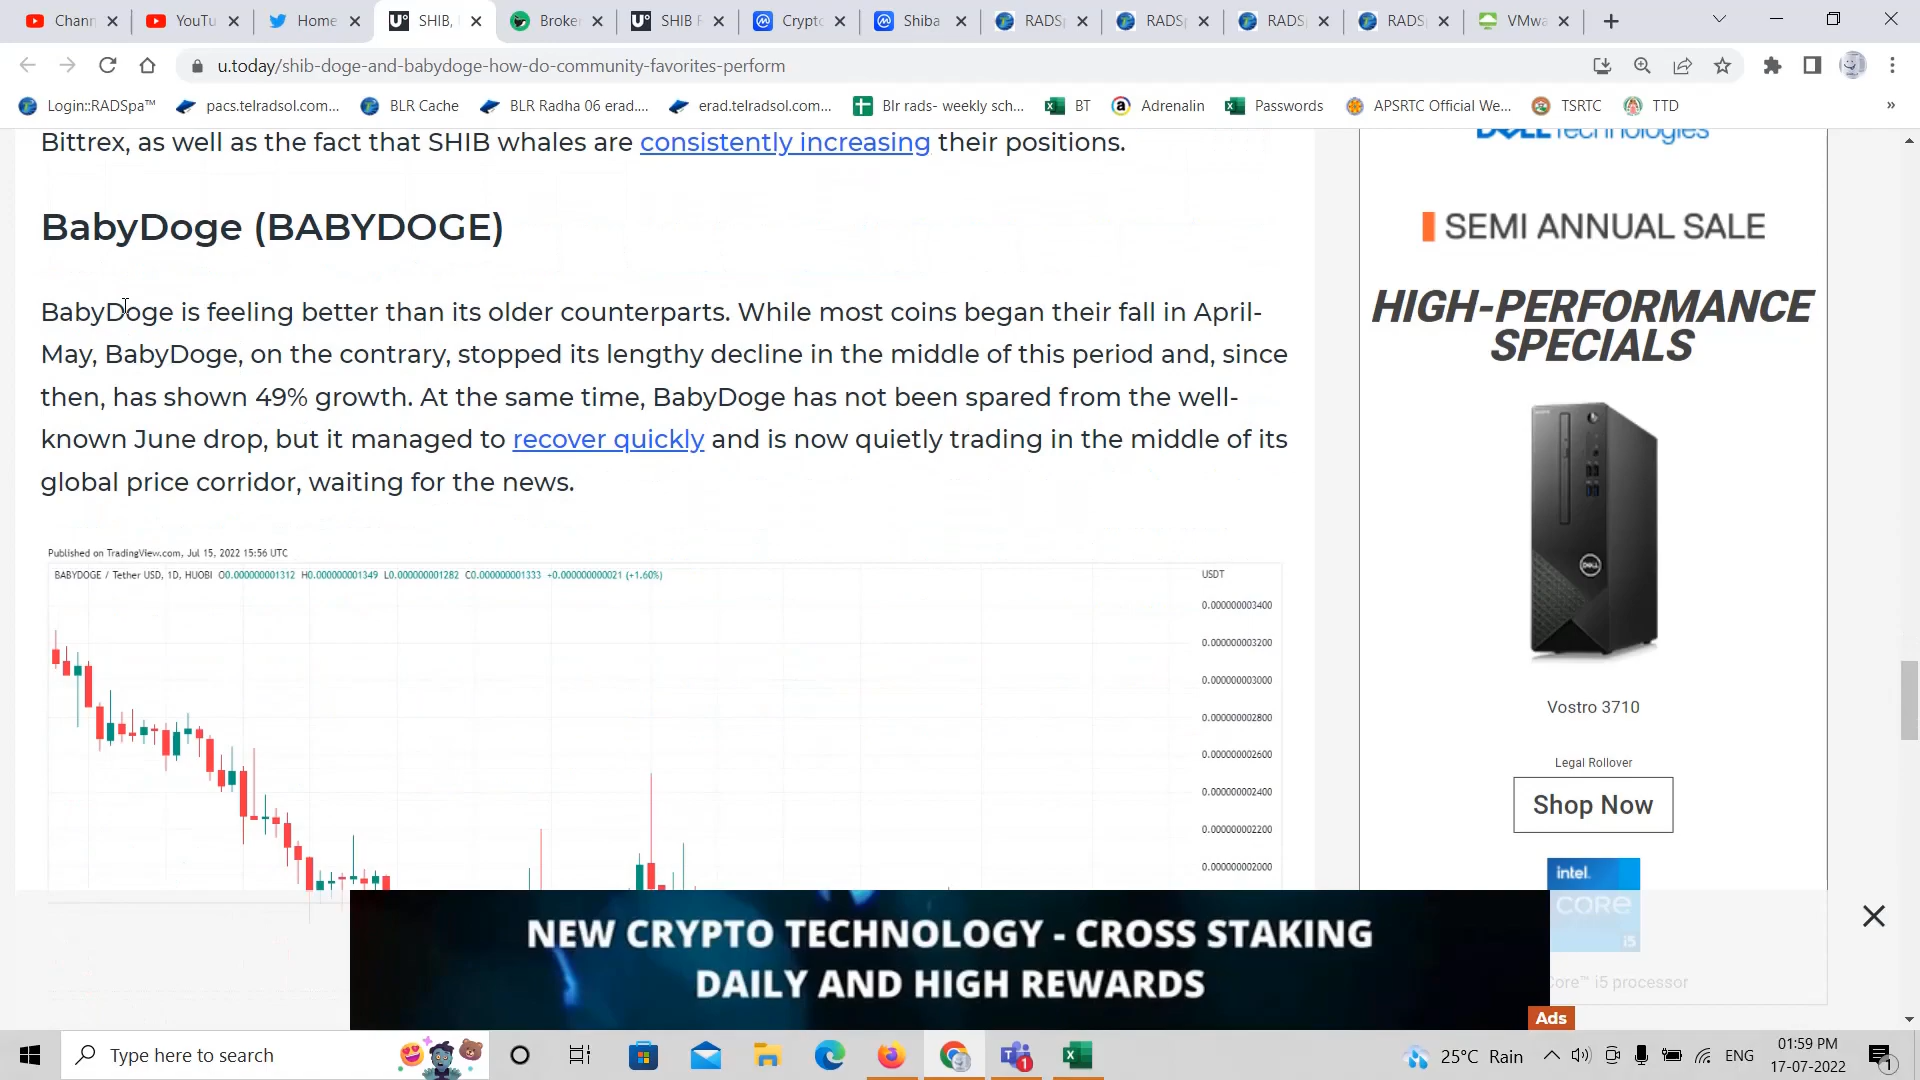 Chann
YouTu
Home
SHIB,
Broke
SHIB F
Crypto
Shiba
RADS
RADS
RADS
RADS
VMwa
u.today/shib-doge-and-babydoge-how-do-community-favorites-perform
Login::RADSpa™
pacs.telradsol.com...
BLR Cache
BLR Radha 06 erad....
erad.telradsol.com...
Blr rads- weekly sch...
BT
Adrenalin
Passwords
APSRTC Official We...
TSRTC
TTD
Bittrex, as well as the fact that SHIB whales are consistently increasing their positions.
BabyDoge (BABYDOGE)
BabyDoge is feeling better than its older counterparts. While most coins began their fall in April-
May, BabyDoge, on the contrary, stopped its lengthy decline in the middle of this period and, since
then, has shown 49% growth. At the same time, BabyDoge has not been spared from the well-
known June drop, but it managed to recover quickly and is now quietly trading in the middle of its
global price corridor, waiting for the news.
Published on TradingView.com, Jul 15, 2022 15:56 UTC
BABYDOGE / Tether USD, 1D, HUOBI O0.000000001312 H0.000000001349 L0.000000001282 C0.000000001333 +0.000000000021 (+1.60%)
USDT
0.000000003400
0.000000003200
0.000000003000
0.000000002800
0.000000002600
0.000000002400
0.000000002200
0.000000002000
DELL Technologies
SEMI ANNUAL SALE
HIGH-PERFORMANCE
SPECIALS
DELL
Vostro 3710
Legal Rollover
Shop Now
intel.
CORE
i5
Core™ i5 processor
NEW CRYPTO TECHNOLOGY - CROSS STAKING
DAILY AND HIGH REWARDS
Ads
Type here to search
1
25°C Rain
ENG
01:59 PM
17-07-2022
1